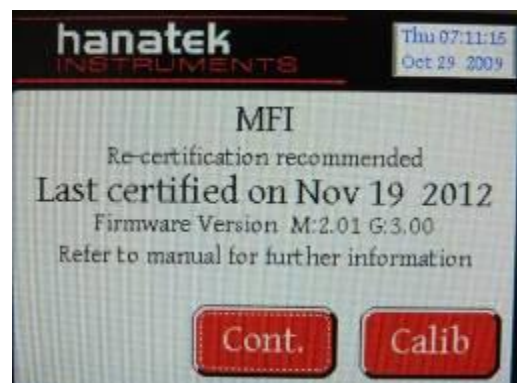 hanatek
INSTRUMENTS
Thu 07:11:15
Oct 29 2009
MFI
Re-certification recommended
Last certified on Nov 19 2012
Firmware Version M:2.01 G:3.00
Refer to manual for further information
Cont.
Calib